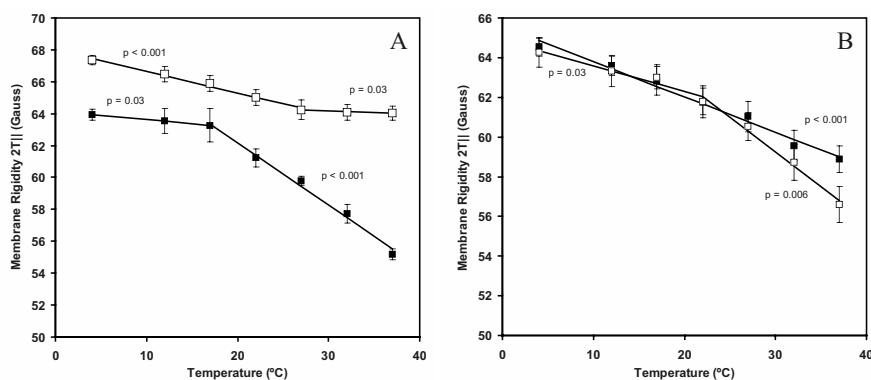 A
70
68
66
64
62
60
58
56
54
52
50
Membrane Rigidity 2T|| (Gauss)
p < 0.001
p = 0.03
p = 0.03
p < 0.001
0 10 20 30 40
Temperature (ºC)
B
66
64
62
60
58
56
54
52
50
Membrane Rigidity 2T|| (Gauss)
p = 0.03
p < 0.001
p = 0.006
0 10 20 30 40
Temperature (ºC)